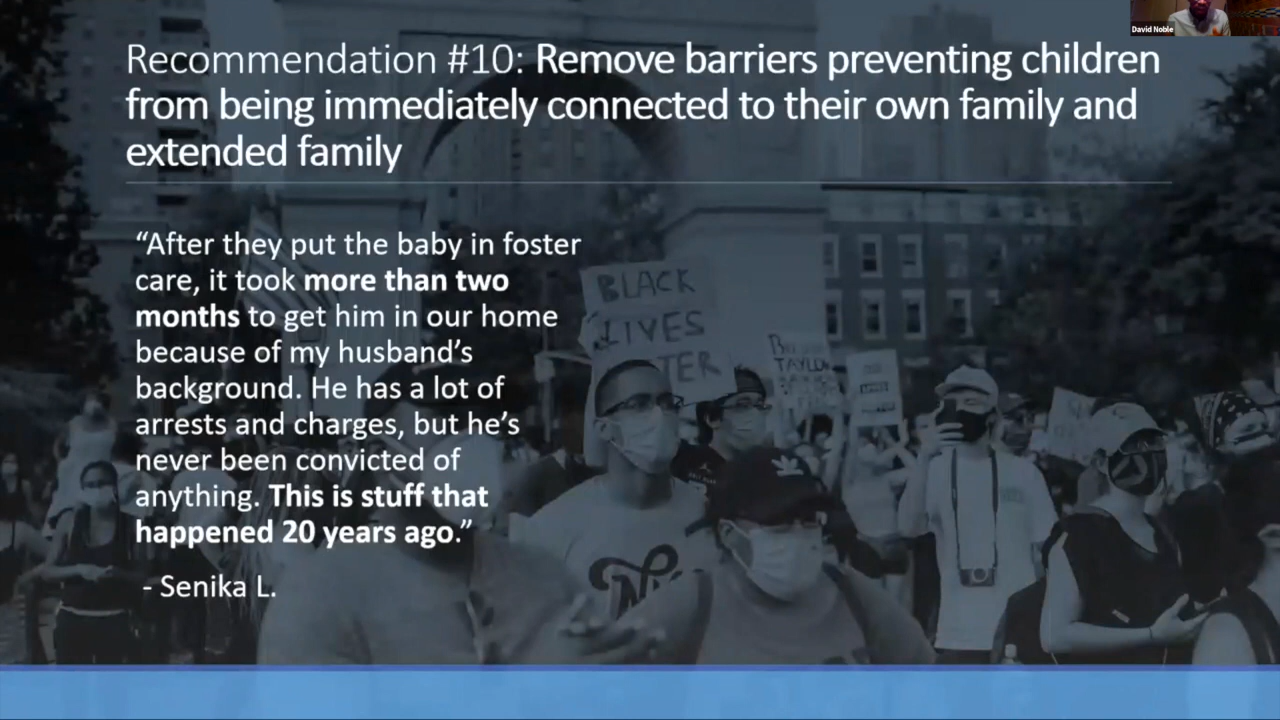 David Noble
Recommendation #10: Remove barriers preventing children
from being immediately connected to their own family and
extended family
“After they put the baby in foster
care, it took more than two
months to get him in our home
because of my husband’s
background. He has a lot of
arrests and charges, but he’s
never been convicted of
anything. This is stuff that
happened 20 years ago.”
- Senika L.
BLACK
LIVES
TER
TAYLOR